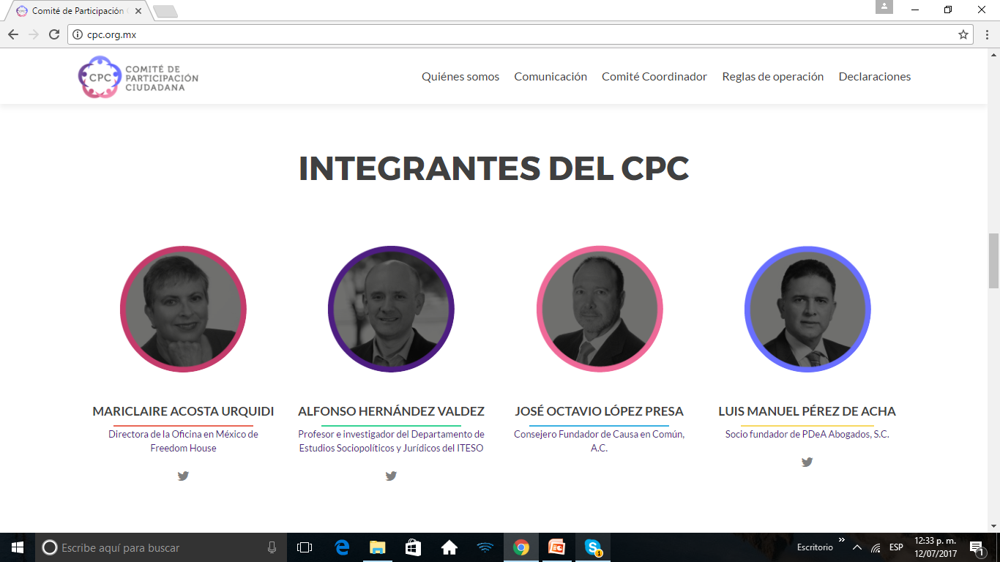 Comité de Participación
cpc.org.mx
CPC
COMITÉ DE
PARTICIPACIÓN
CIUDADANA
Quiénes somos Comunicación Comité Coordinador Reglas de operación Declaraciones
INTEGRANTES DEL CPC
MARICLAIRE ACOSTA URQUIDI
Directora de la Oficina en México de
Freedom House
ALFONSO HERNÁNDEZ VALDEZ
Profesor e investigador del Departamento de
Estudios Sociopolíticos y Jurídicos del ITESO
JOSÉ OCTAVIO LÓPEZ PRESA
Consejero Fundador de Causa en Común,
A.C.
LUIS MANUEL PÉREZ DE ACHA
Socio fundador de PDeA Abogados, S.C.
Escribe aquí para buscar
Escritorio
ESP
12:33 p. m.
12/07/2017
1
1